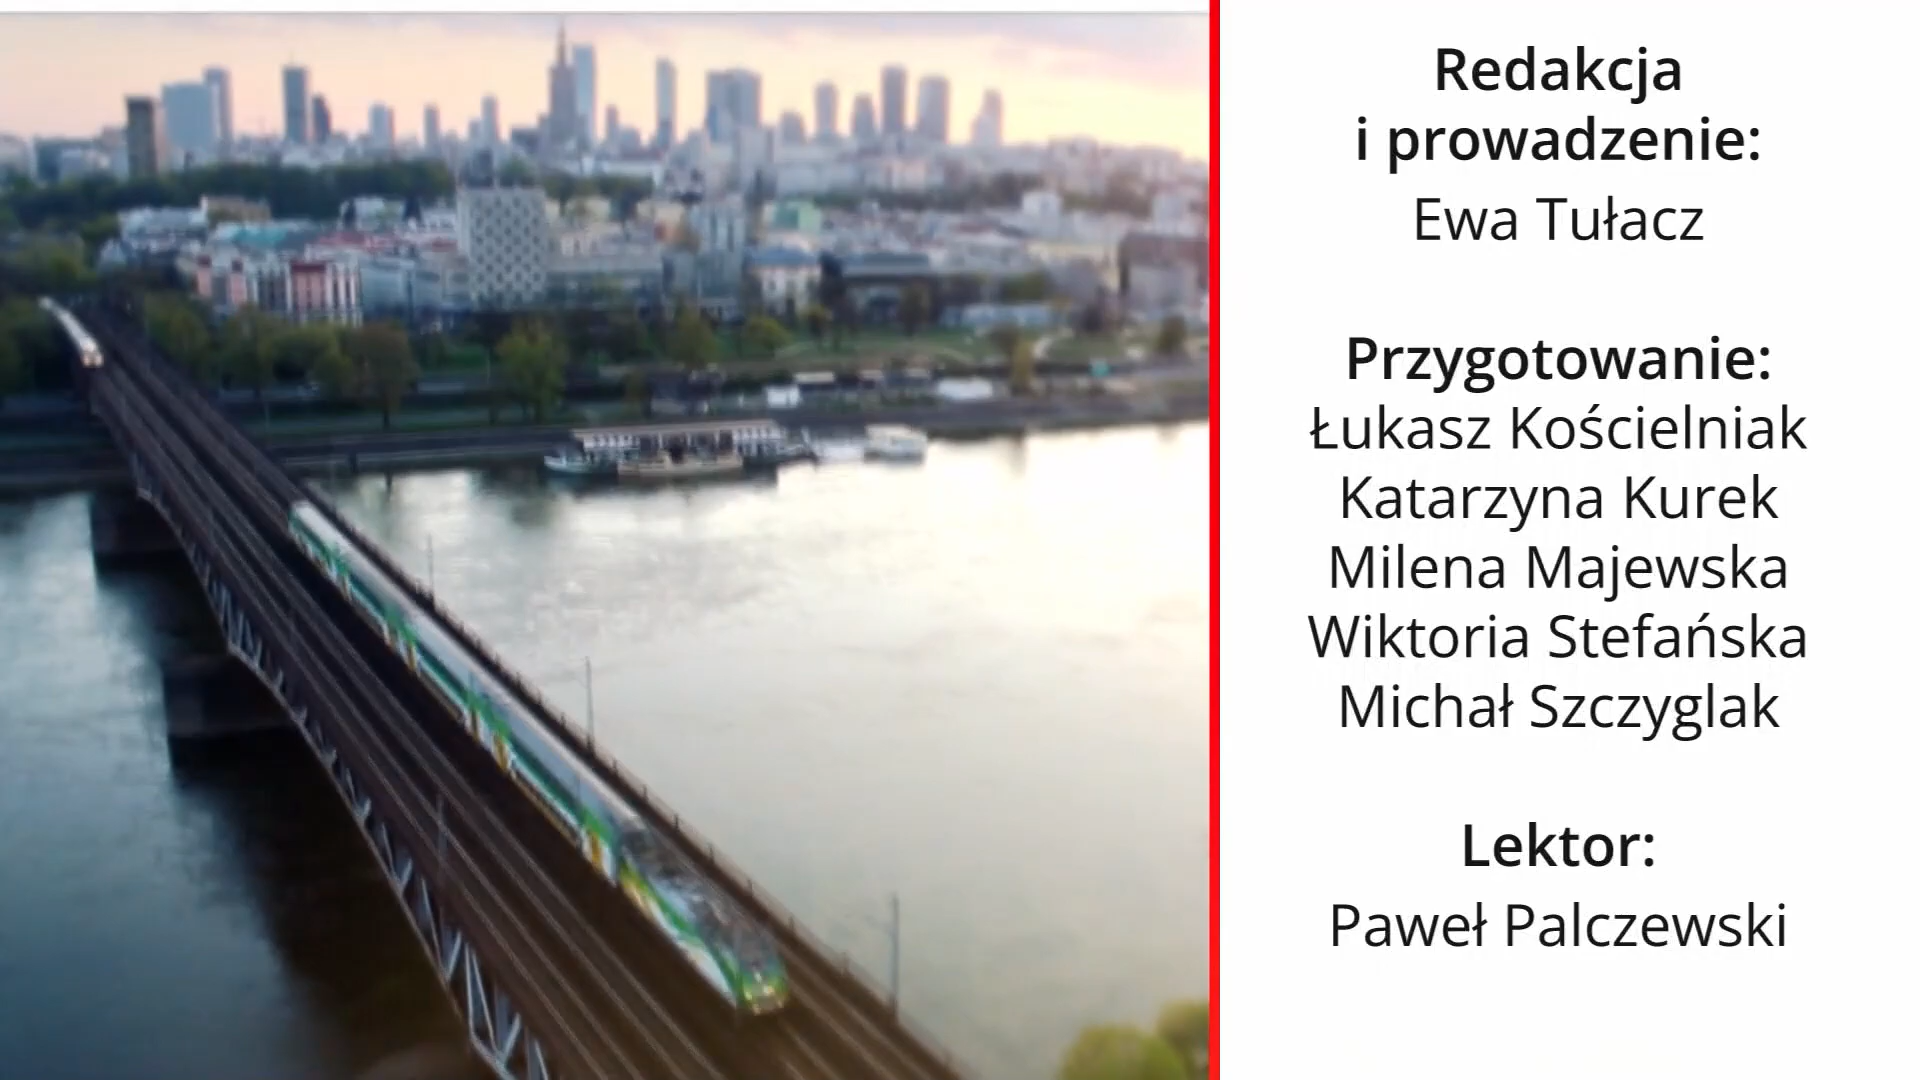 Redakcja
i prowadzenie:
Ewa Tułacz
Przygotowanie:
Łukasz Kościelniak
Katarzyna Kurek
Milena Majewska
Wiktoria Stefańska
Michał Szczyglak
Lektor:
Paweł Palczewski